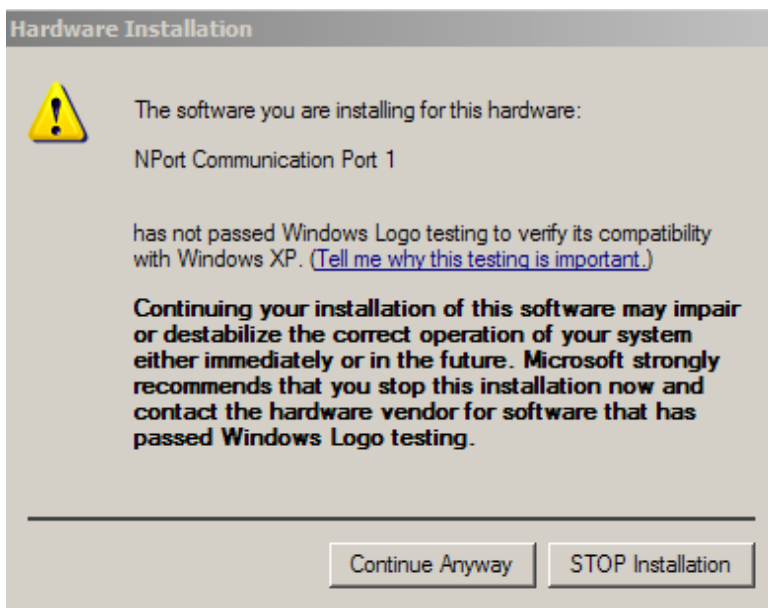 Hardware Installation
The software you are installing for this hardware:
NPort Communication Port 1
has not passed Windows Logo testing to verify its compatibility
with Windows XP. (Tell me why this testing is important.)
Continuing your installation of this software may impair
or destabilize the correct operation of your system
either immediately or in the future. Microsoft strongly
recommends that you stop this installation now and
contact the hardware vendor for software that has
passed Windows Logo testing.
Continue Anyway
STOP Installation